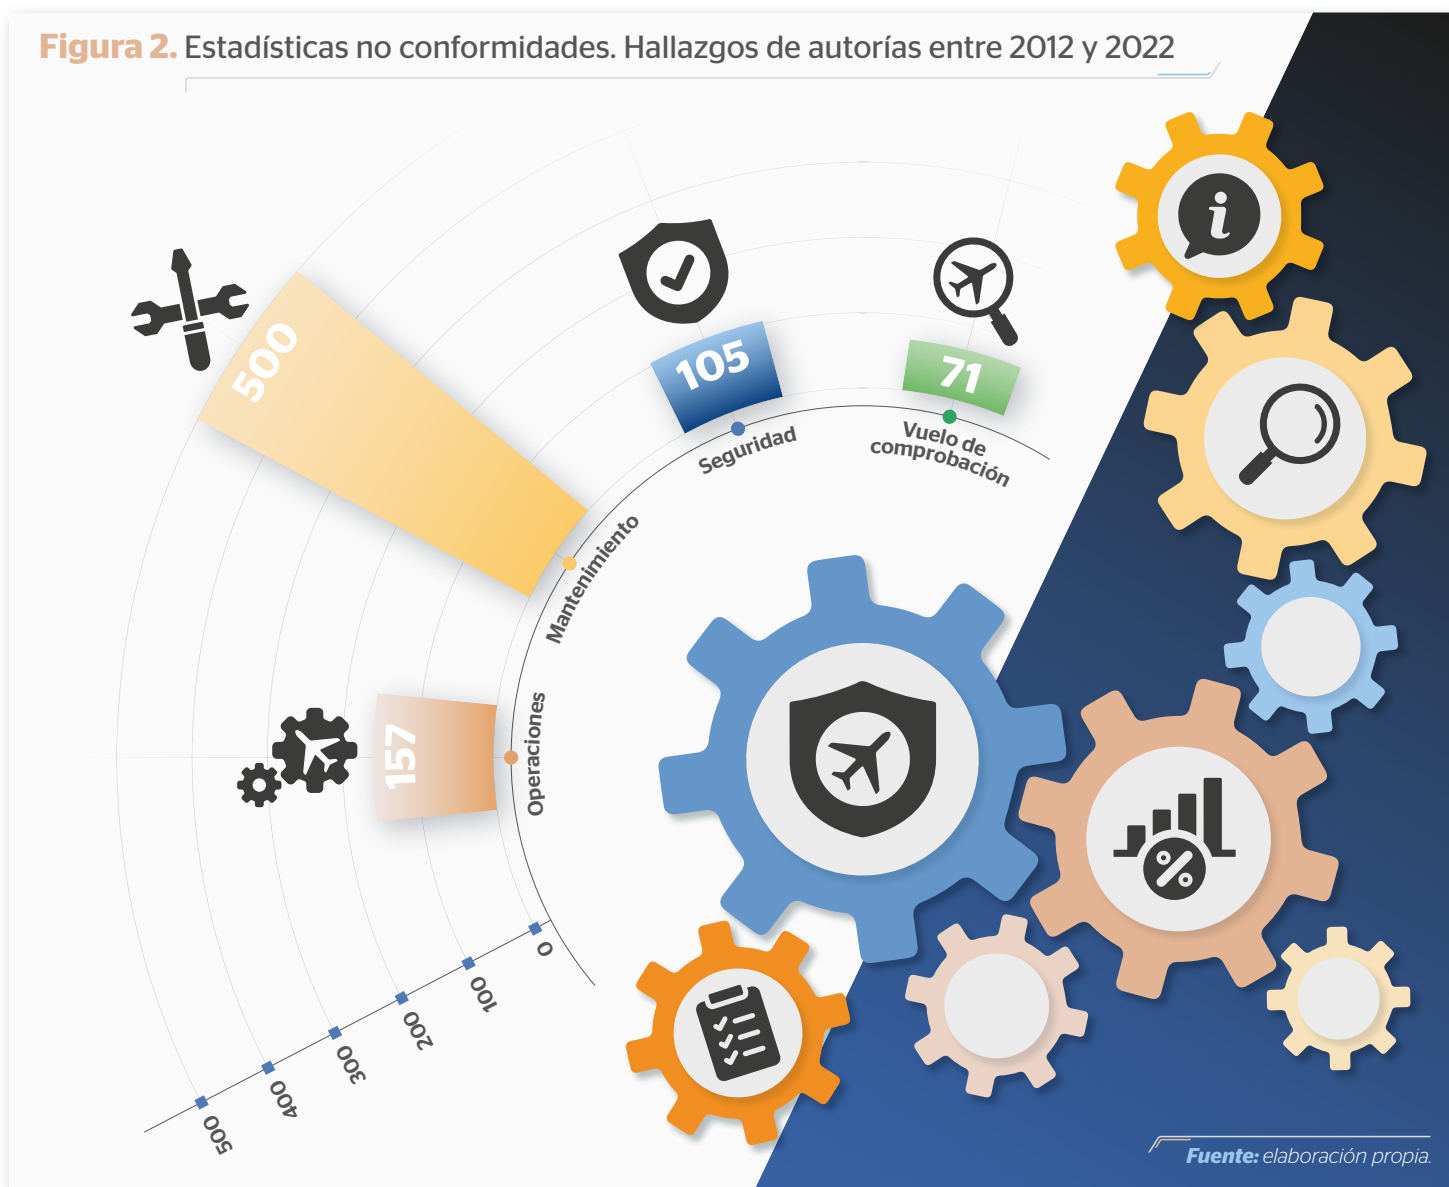 Figura 2. Estadísticas no conformidades. Hallazgos de autorías entre 2012 y 2022
500
105
71
Seguridad
Vuelo de
comprobación
Mantenimiento
157
Operaciones
0
100
200
300
400
500
i
%
Fuente: elaboración propia.